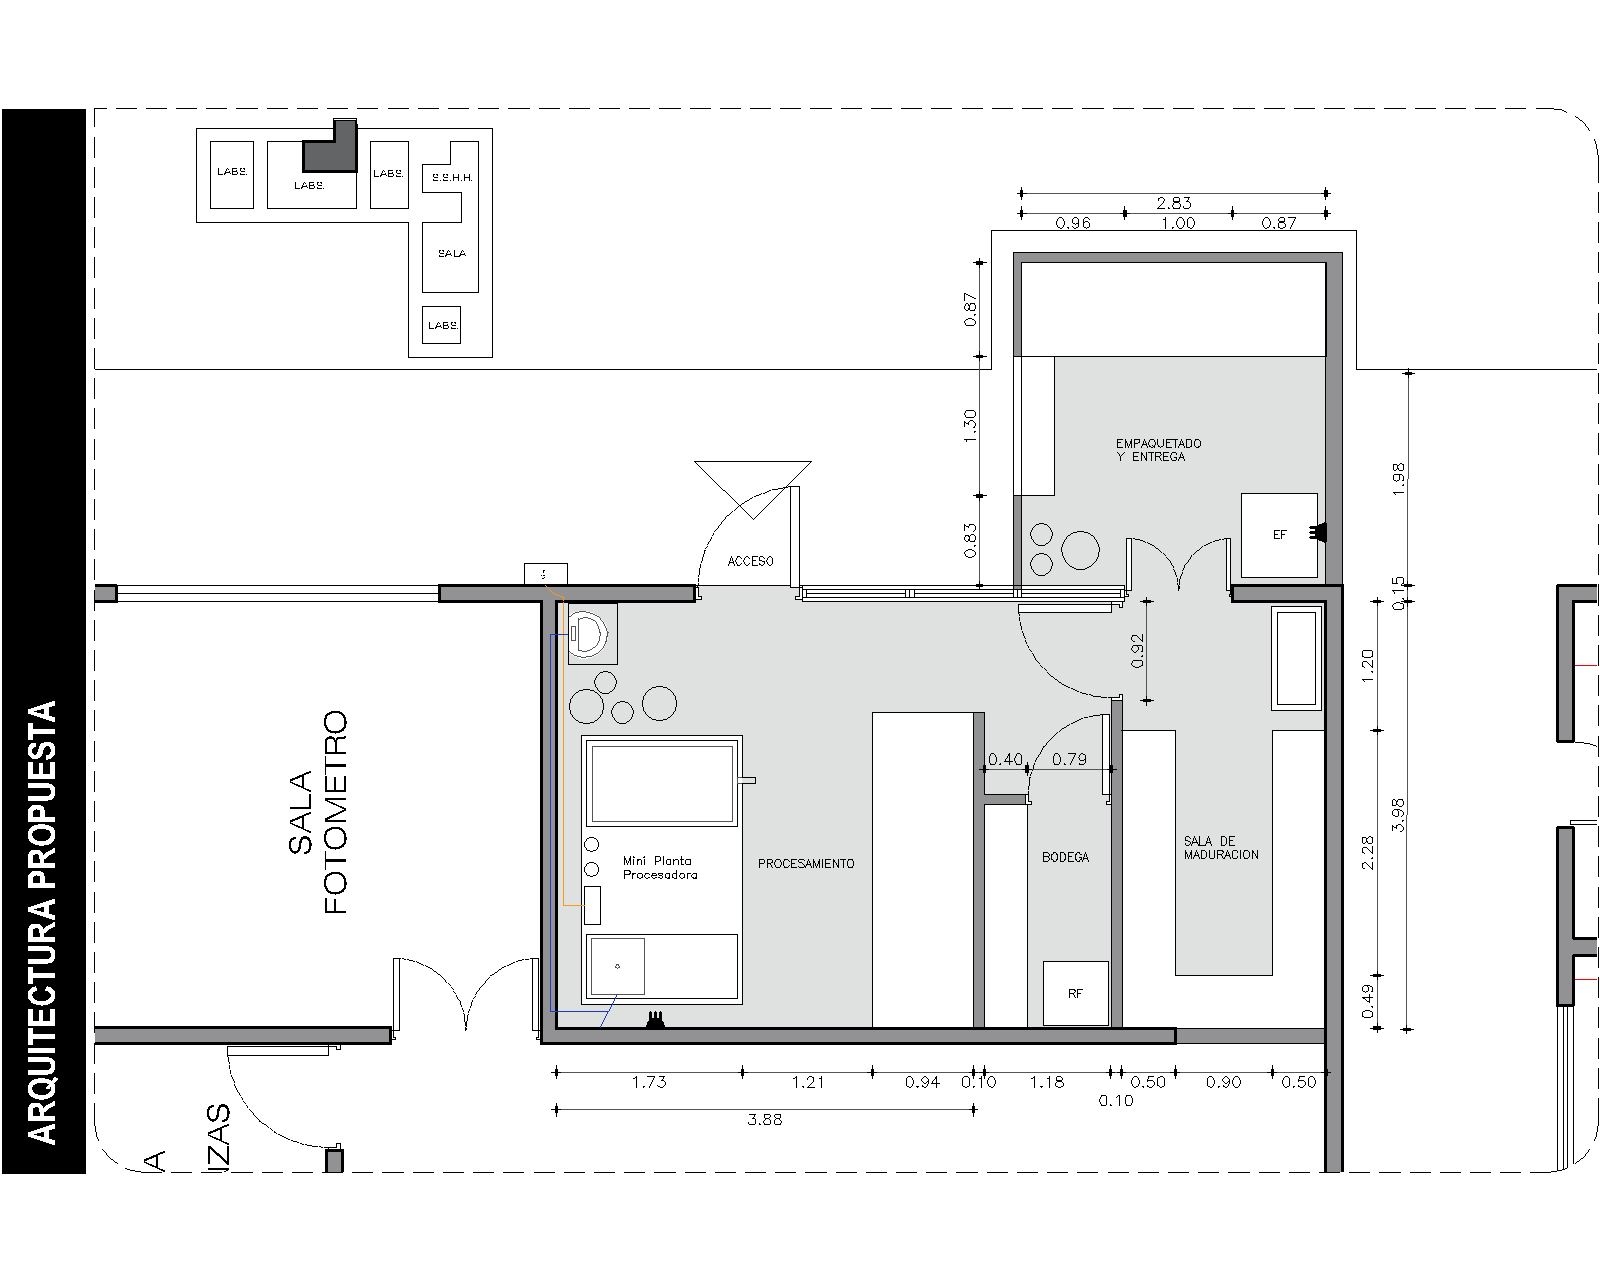 ARQUITECTURA PROPUESTA
LABS.
LABS.
LABS.
S.S.H.H.
SALA
LABS.
2.83
0.96
1.00
0.87
0.87
1.30
0.83
EMPAQUETADO
Y ENTREGA
EF
1.98
0.15
ACCESO
SALA
FOTOMETRO
0.92
1.20
0.40
0.79
Mini Planta
Procesadora
PROCESAMIENTO
BODEGA
SALA DE
MADURACION
2.28
3.98
RF
0.49
1.73
1.21
0.94
0.10
1.18
0.10
0.50
0.90
0.50
3.88
A
IZAS